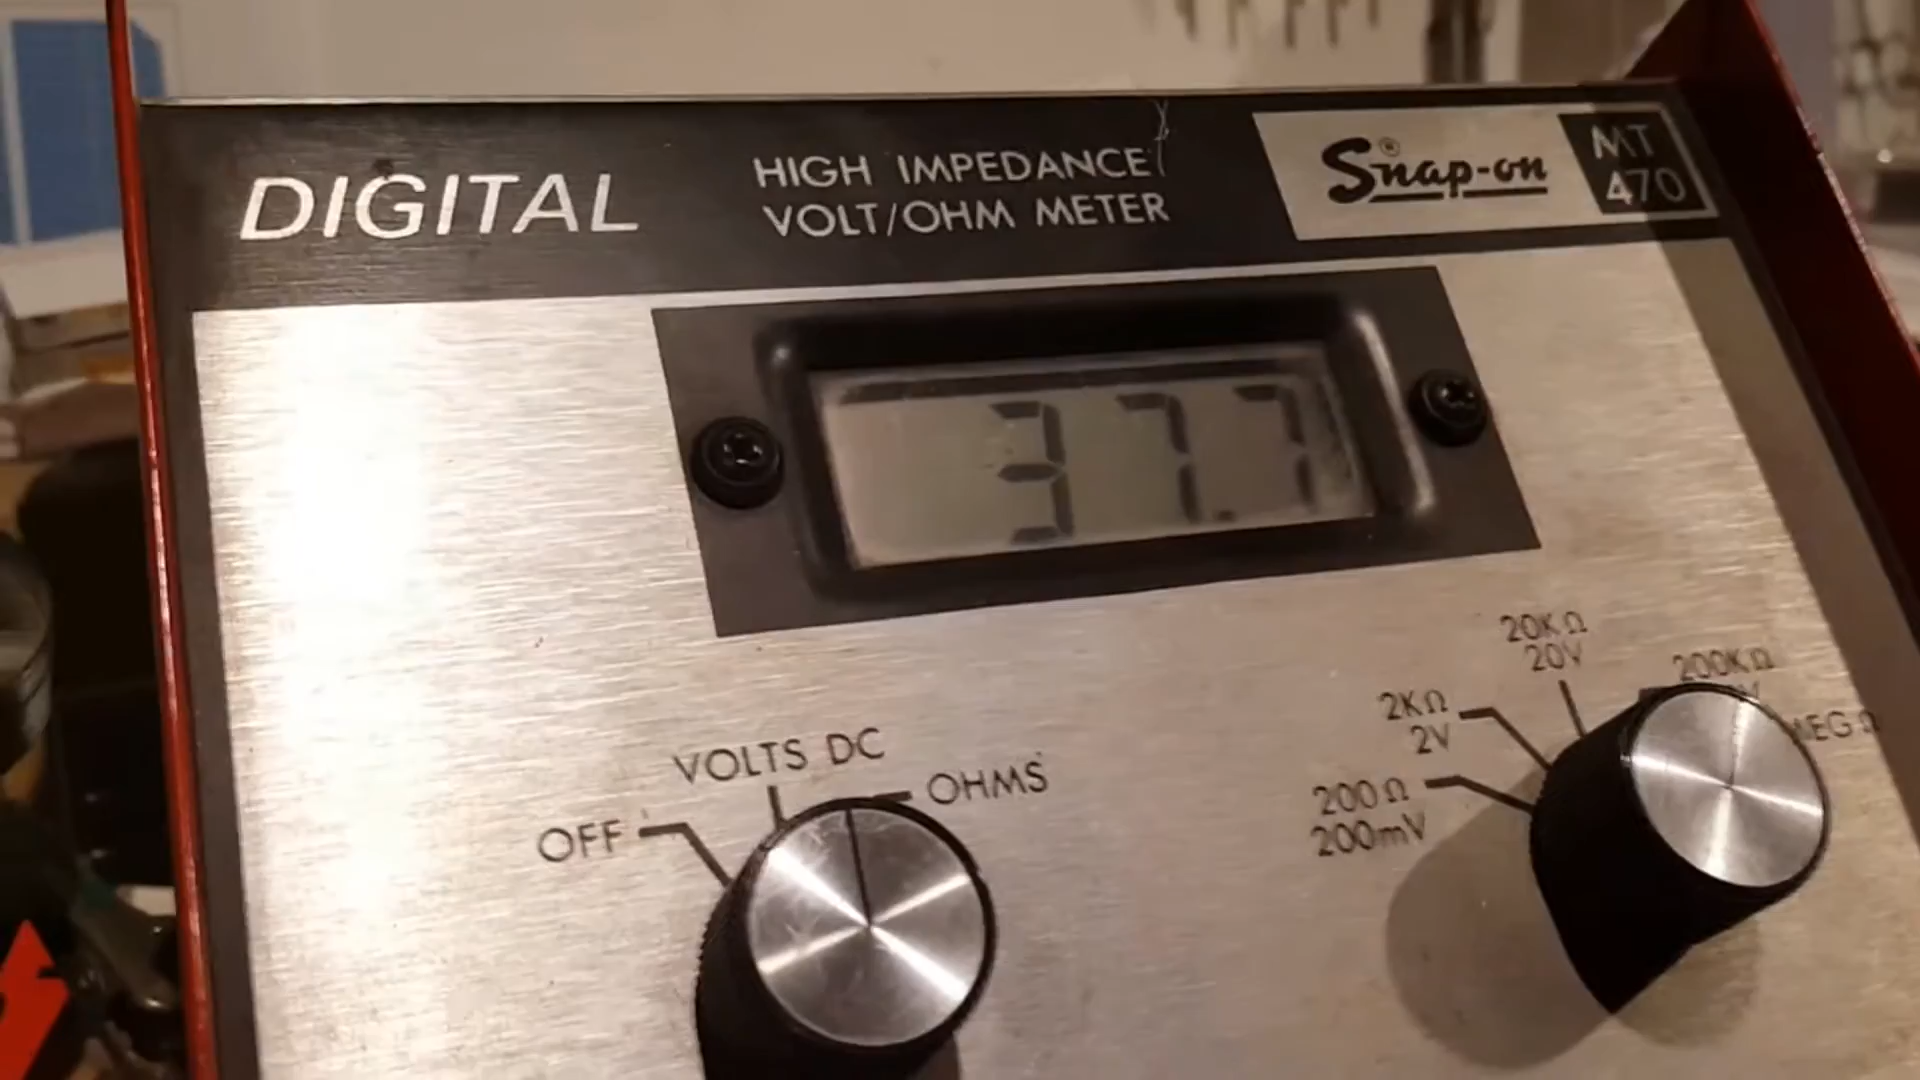 DIGITAL
HIGH IMPEDANCE
VOLT/OHM METER
Snap-on®
MT
470
37.7
20KΩ
20V
200KΩ
2KΩ
2V
200Ω
200mV
VOLTS DC
OHMS
OFF